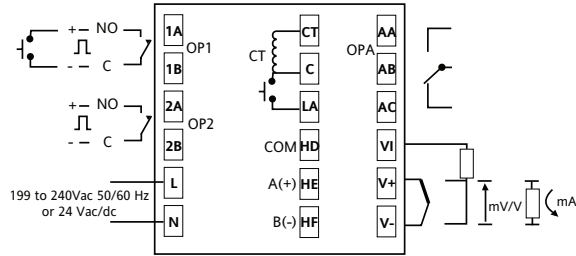 + – NO 1A CT AA
OP1 CT OPA
- – C 1B C AB
+ – NO 2A LA AC
OP2
- – C 2B COM HD VI
L A(+) HE V+
199 to 240Vac 50/60 Hz
or 24 Vac/dc
mV/V mA
N B(-) HF V-